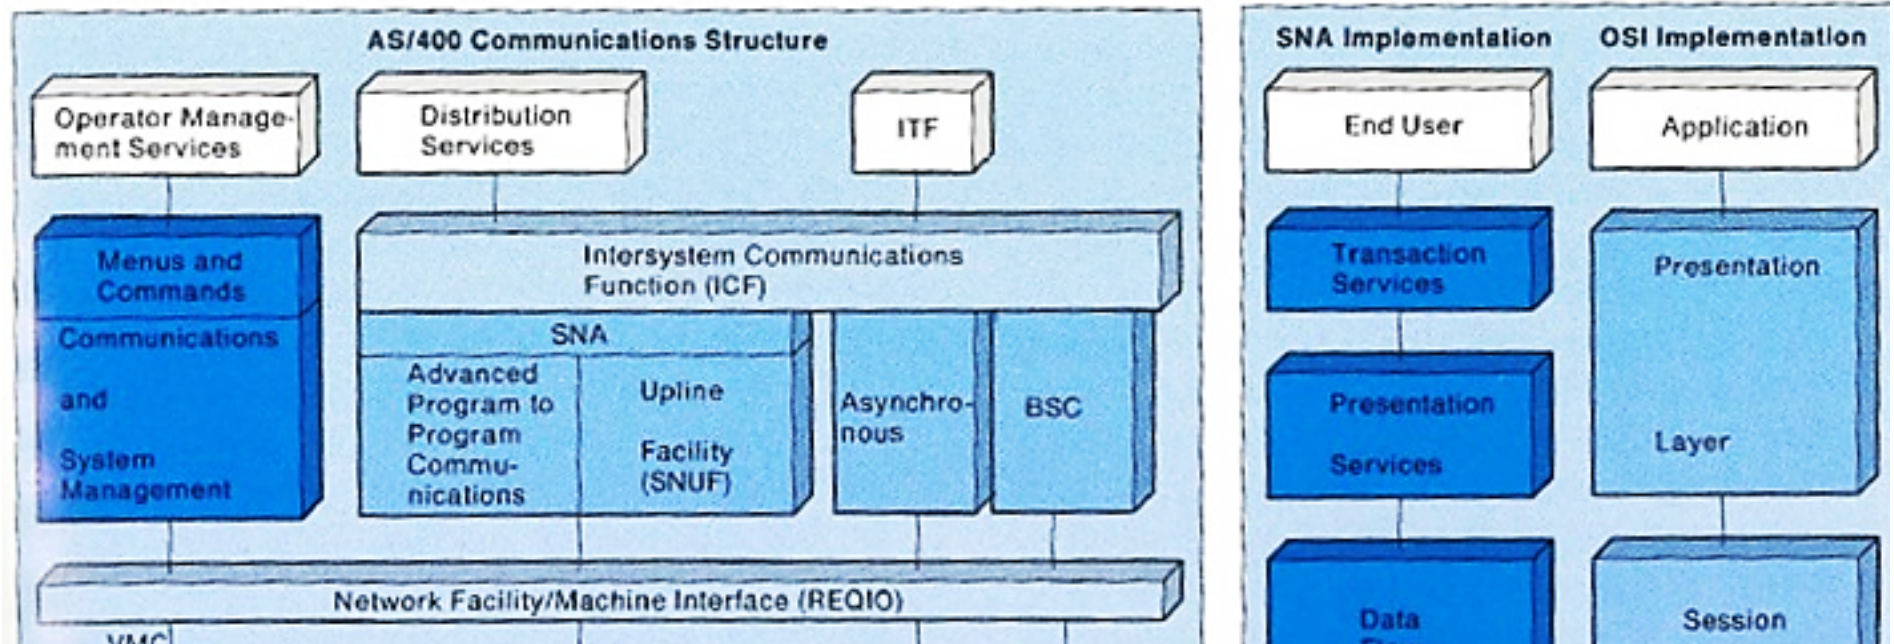 AS/400 Communications Structure
Operator Manage-
ment Services
Distribution
Services
ITF
Menus and
Commands
Communications
and
System
Management
Intersystem Communications
Function (ICF)
SNA
Advanced
Program to
Program
Commu-
nications
Upline
Facility
(SNUF)
Asynchro-
nous
BSC
Network Facility/Machine Interface (REQIO)
VMC
SNA Implementation
OSI Implementation
End User
Application
Transaction
Services
Presentation
Layer
Presentation
Services
Data
Session